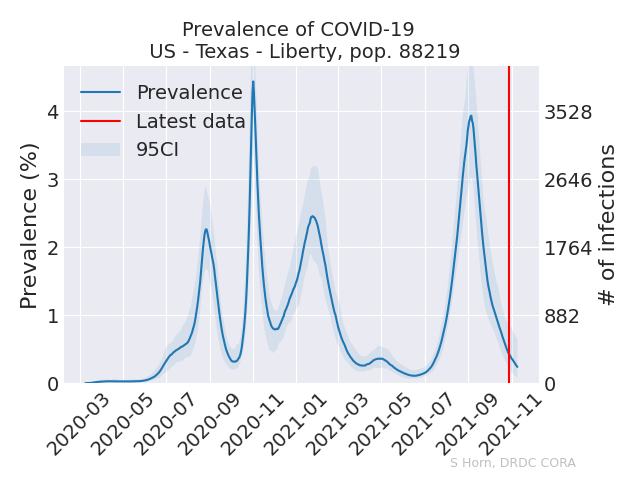 Prevalence of COVID-19
US - Texas - Liberty, pop. 88219
Prevalence
Latest data
95CI
Prevalence (%)
4
3
2
1
0
3528
2646
1764
882
0
# of infections
2020-03
2020-05
2020-07
2020-09
2020-11
2021-01
2021-03
2021-05
2021-07
2021-09
2021-11
S Horn, DRDC CORA